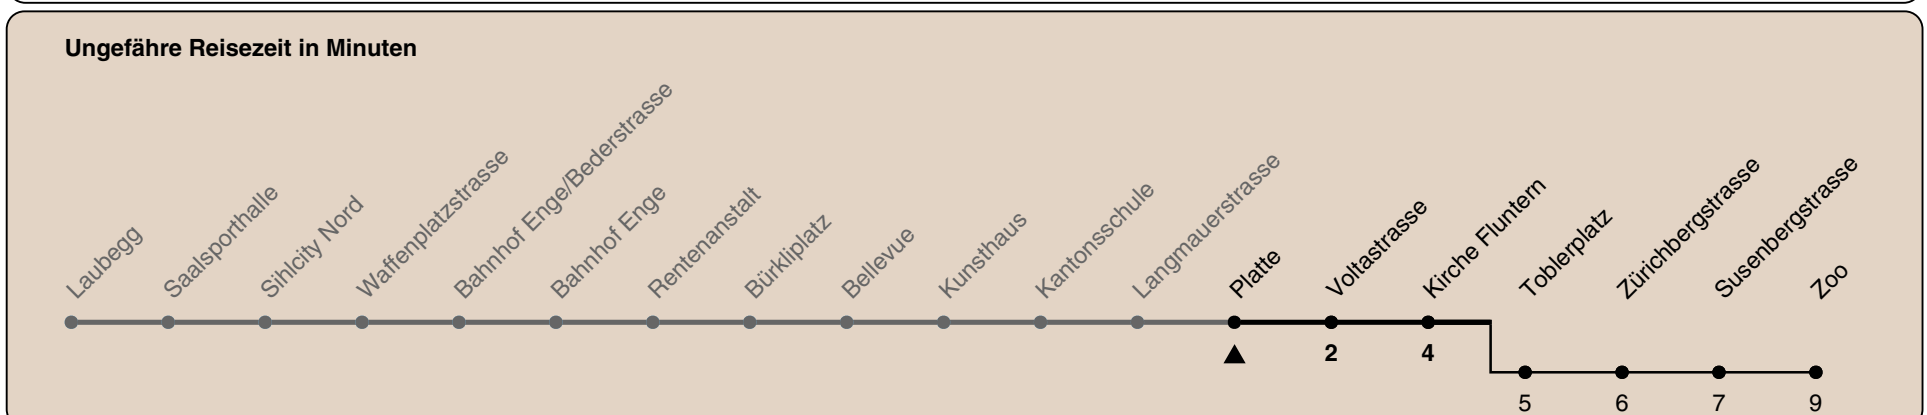 Ungefähre Reisezeit in Minuten
Laubegg
Saalsporthalle
Sihlcity Nord
Waffenplatzstrasse
Bahnhof Enge/Bederstrasse
Bahnhof Enge
Rentenanstalt
Bürkliplatz
Bellevue
Kunsthaus
Kantonsschule
Langmauerstrasse
Platte
Voltastrasse
Kirche Fluntern
Toblerplatz
Zürichbergstrasse
Susenbergstrasse
Zoo
2 4
5 6 7 9